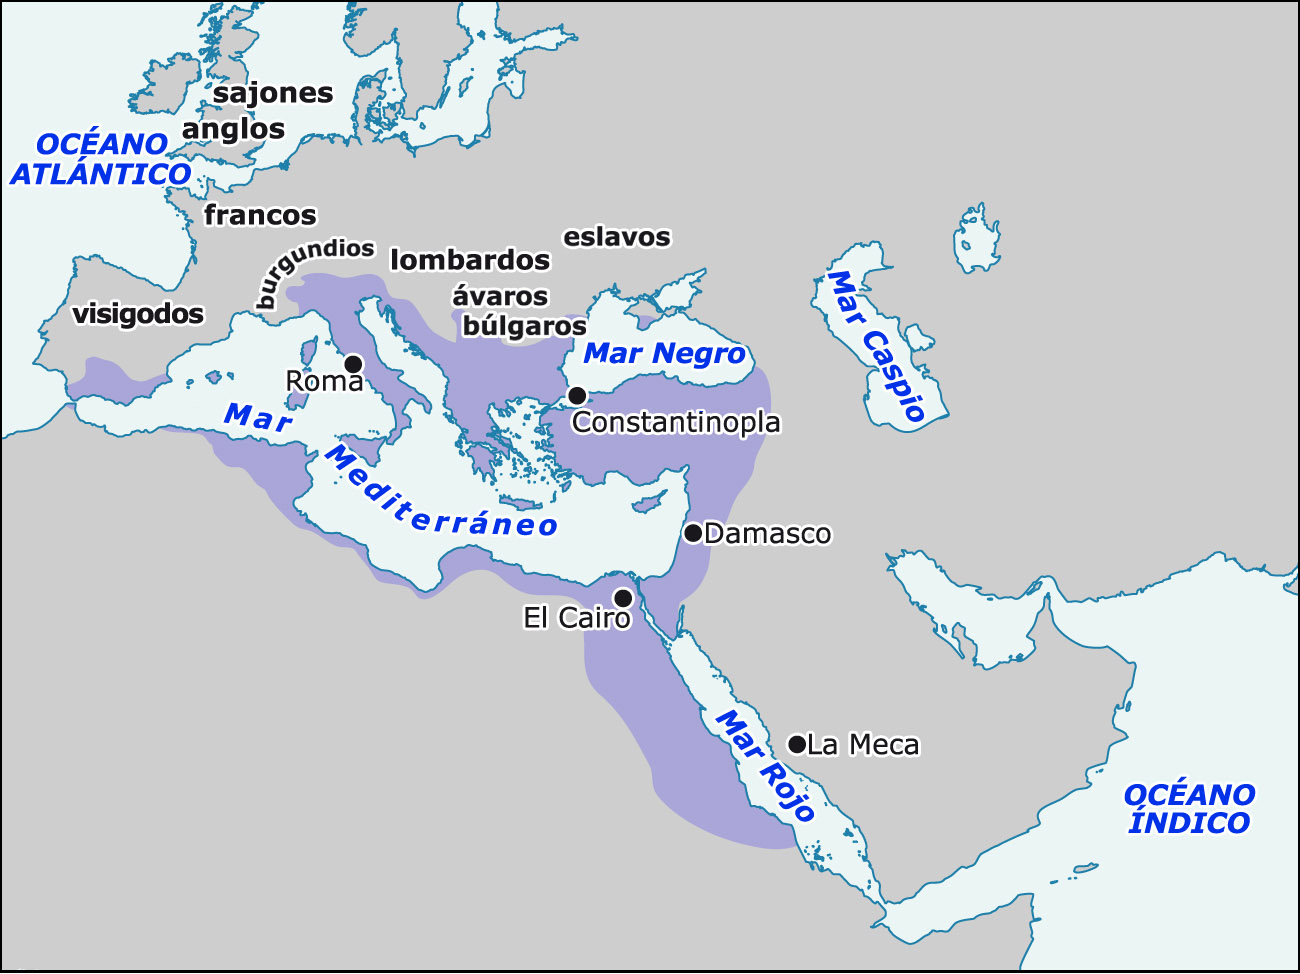 sajones
anglos
OCÉANO
ATLÁNTICO
francos
burgundios
lombardos
eslavos
ávaros
búlgaros
visigodos
Mar Negro
Mar Caspio
Roma
Constantinopla
Mar
Mediterráneo
Damasco
El Cairo
La Meca
Mar Rojo
OCÉANO
ÍNDICO